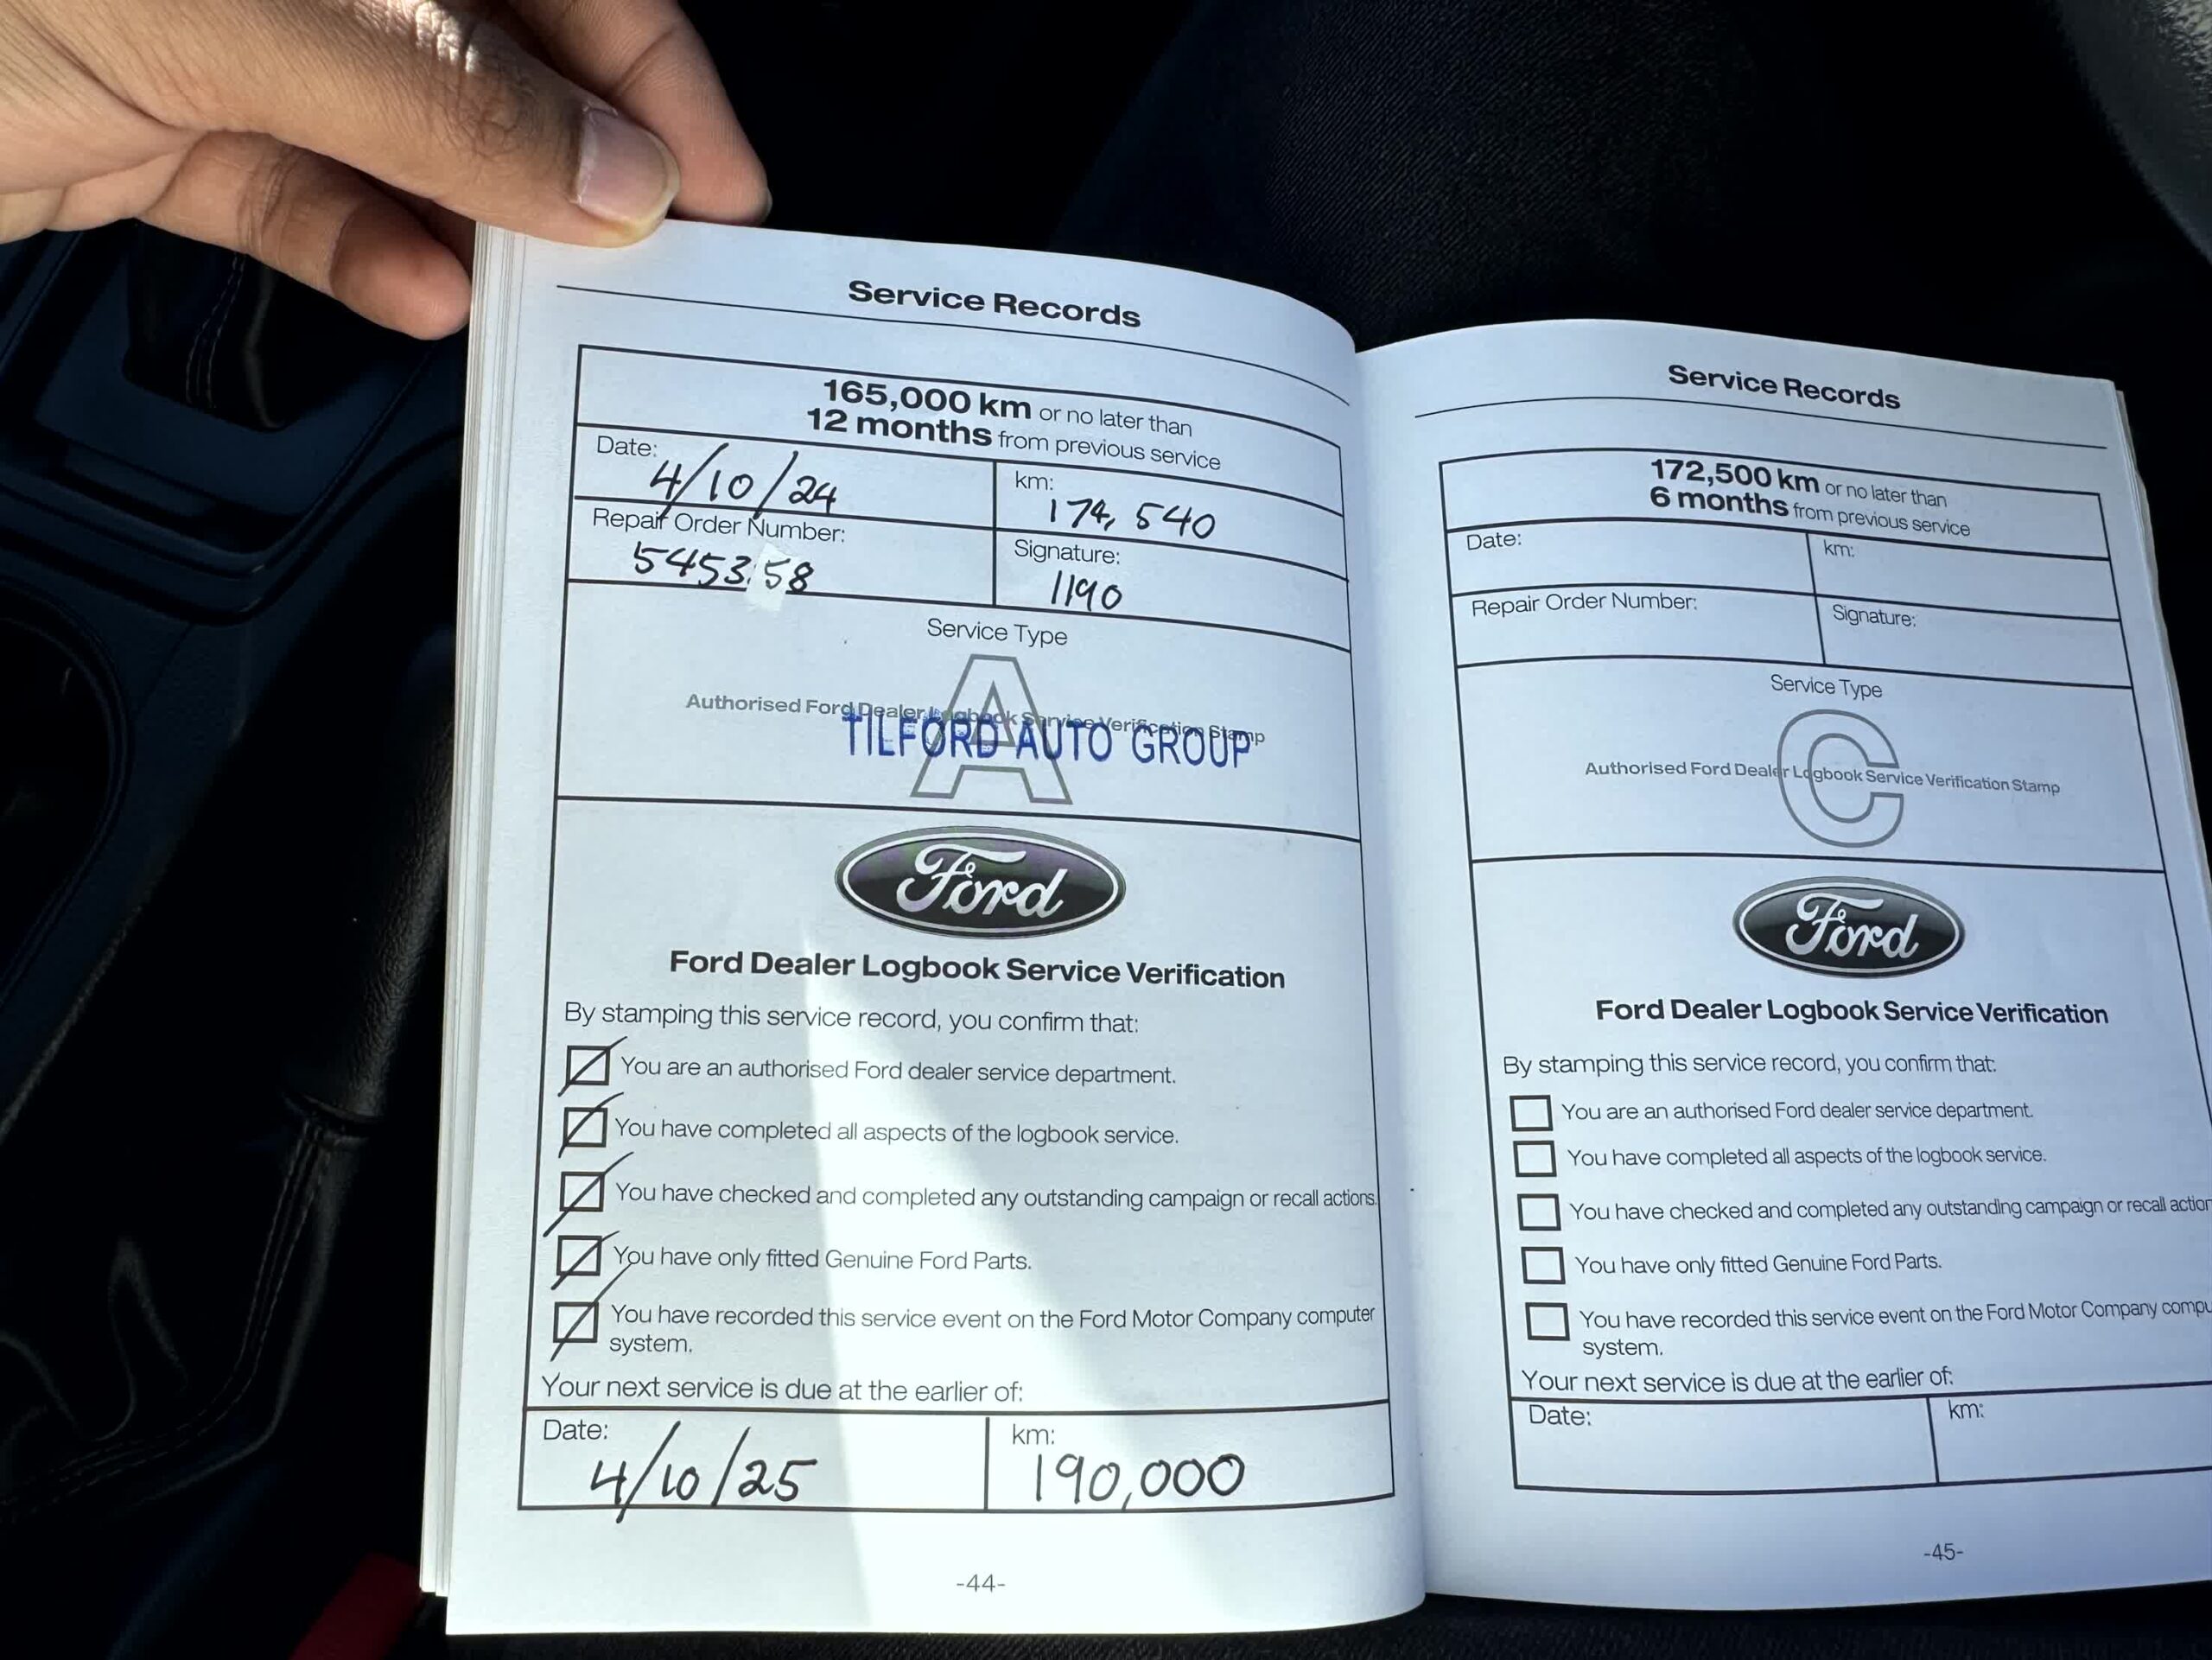 Service Records
165,000 km or no later than
12 months from previous service
Date: 4/10/24
km: 174,540
Repair Order Number: 545358
Signature: 1190
Service Type
A
Authorised Ford Dealer Logbook Service Verification Stamp
TILFORD AUTO GROUP
Ford
Ford Dealer Logbook Service Verification
By stamping this service record, you confirm that:
You are an authorised Ford dealer service department.
You have completed all aspects of the logbook service.
You have checked and completed any outstanding campaign or recall actions.
You have only fitted Genuine Ford Parts.
You have recorded this service event on the Ford Motor Company computer
system.
Your next service is due at the earlier of:
Date: 4/10/25
km: 190,000
-44-
Service Records
172,500 km or no later than
6 months from previous service
Date:
km:
Repair Order Number:
Signature:
Service Type
C
Authorised Ford Dealer Logbook Service Verification Stamp
Ford
Ford Dealer Logbook Service Verification
By stamping this service record, you confirm that:
You are an authorised Ford dealer service department.
You have completed all aspects of the logbook service.
You have checked and completed any outstanding campaign or recall action
You have only fitted Genuine Ford Parts.
You have recorded this service event on the Ford Motor Company compu
system.
Your next service is due at the earlier of:
Date:
km:
-45-